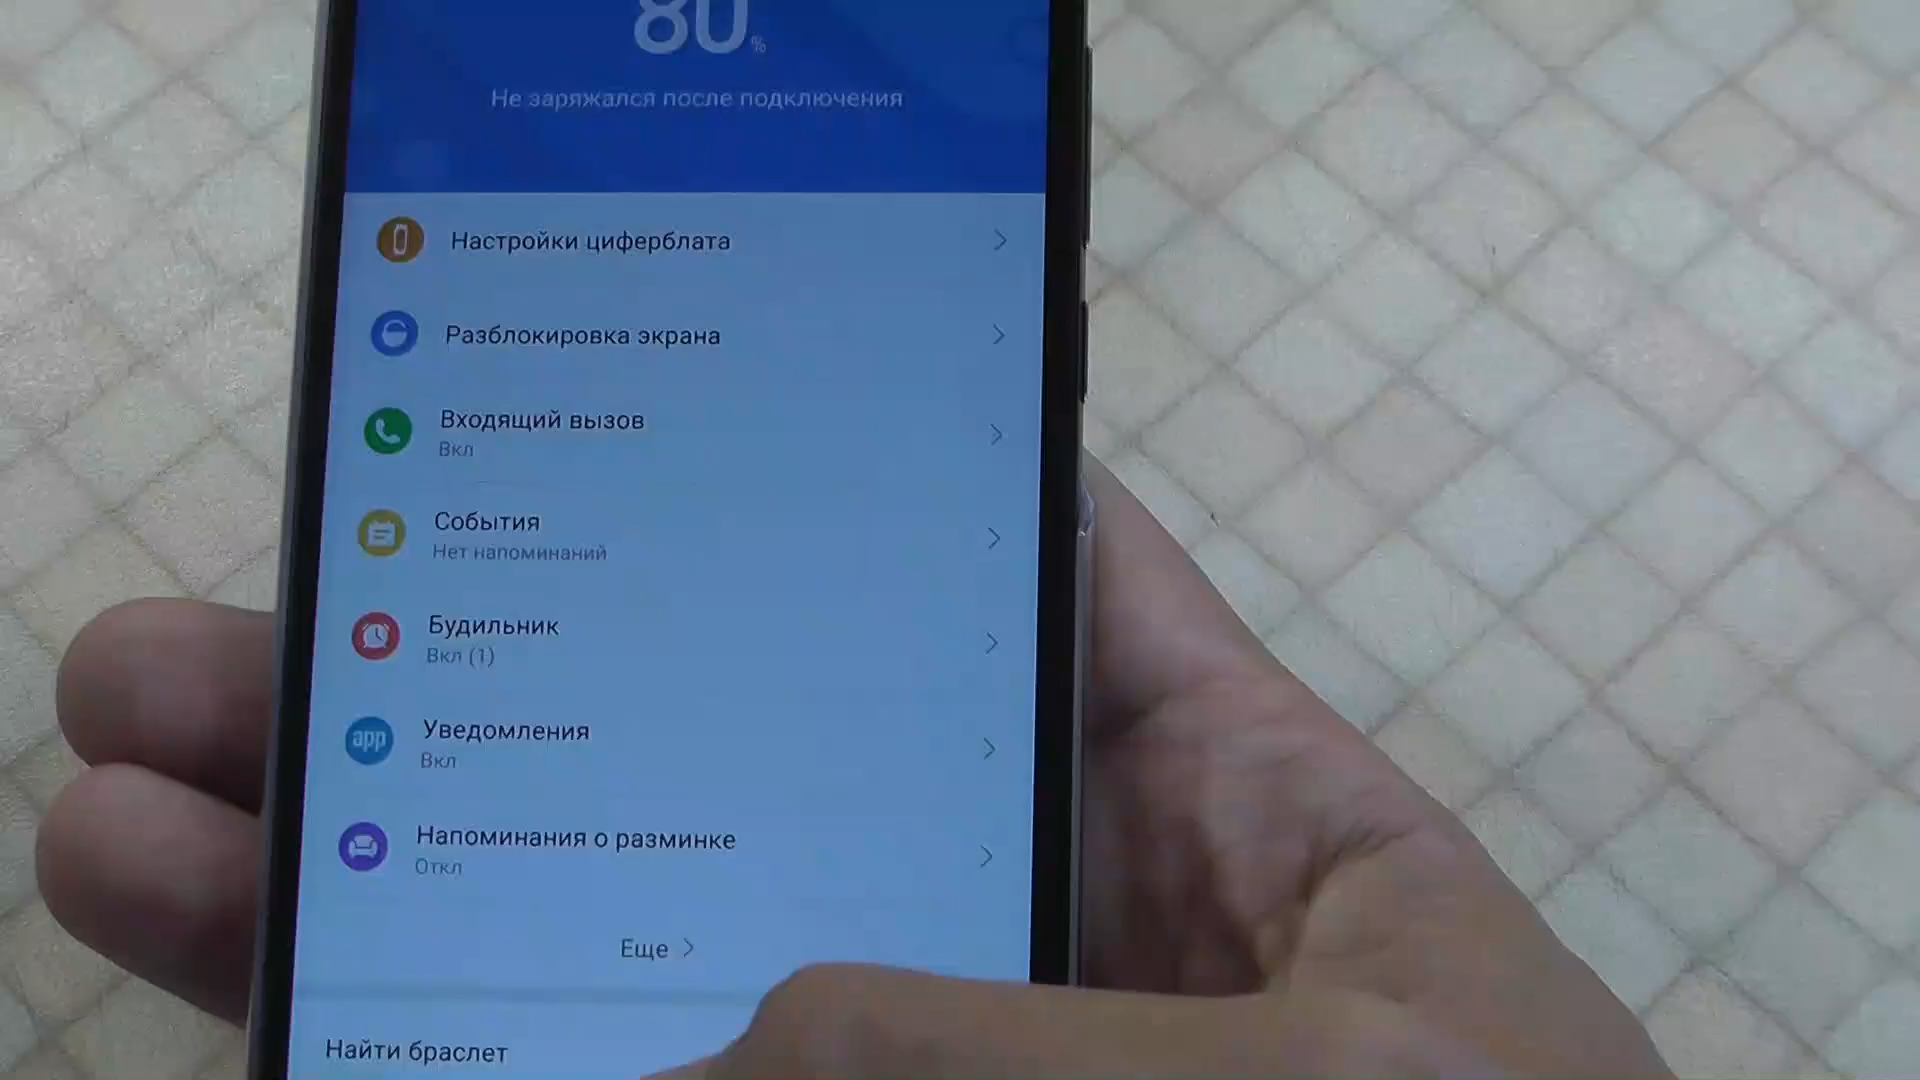 80%
Не заряжался после подключения
Настройки циферблата
Разблокировка экрана
Входящий вызов
Вкл
События
Нет напоминаний
Будильник
Вкл (1)
app
Уведомления
Вкл
Напоминания о разминке
Откл
Еще
Найти браслет